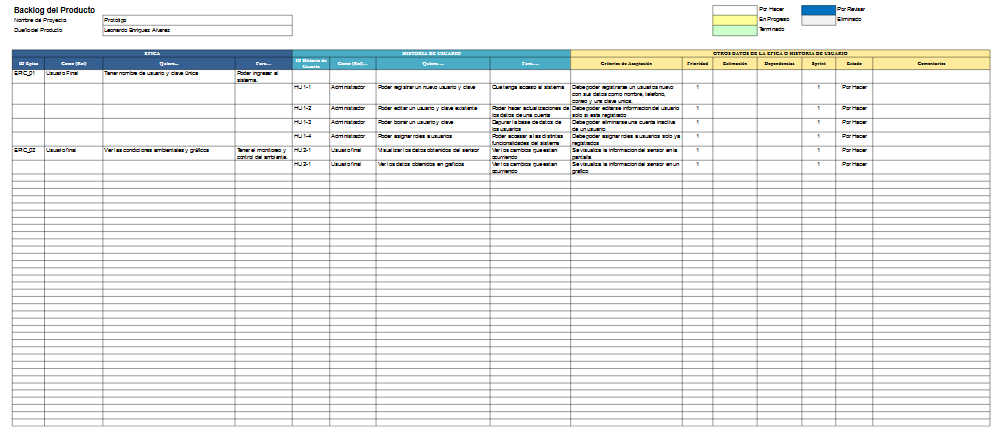 Backlog del Producto
Nombre de Proyecto Prototipo
Dueño del Producto Leonardo Enriquez Alvarez
Por Hacer Por Revisar
En Progreso Eliminado
Terminado
EPICA HISTORIA DE USUARIO OTROS DATOS DE LA EPICA O HISTORIA DE USUARIO
ID Epica Como (Rol) Quiero... Para... ID Historia de Usuario Como (Rol)... Quiero... Para... Criterios de Aceptación Prioridad Estimación Dependencias Sprint Estado Comentarios
EPIC_01 Usuario Final Tener nombre de usuario y clave única Poder ingresar al sistema.
HU 1-1 Administrador Poder registrar un nuevo usuario y clave Que tenga acceso al sistema Debe poder registrarse un usuarios nuevo con sus datos como nombre, telefono, correo y una clave unica. 1 1 Por Hacer
HU 1-2 Administrador Poder editar un usuario y clave existente Poder hacer actualizaciones de los datos de una cuenta Debe poder editarse informacion del usuario solo si esta registrado 1 1 Por Hacer
HU 1-3 Administrador Poder borrar un usuario y clave Depurar la base de datos de los usuarios Debe poder eliminarse una cuenta inactiva de un usuario 1 1 Por Hacer
HU 1-4 Administrador Poder asignar roles a usuarios Poder accesar a las distintas funcionalidades del sistema Debe poder asignar roles a usuarios solo ya registrados 1 1 Por Hacer
EPIC_02 Usuario final Ver las condiciones ambientales y gráficos Tener el monitoreo y control del ambiente. HU 2-1 Usuario final Visualizar los datos obtenidos del sensor Ver los cambios que estan ocurriendo Se visualiza la informacion del sensor en la pantalla 1 1 Por Hacer
HU 2-1 Usuario final Ver los datos obtenidos en graficos Ver los cambios que estan ocurriendo Se visualiza la informacion del sensor en un grafico 1 1 Por Hacer